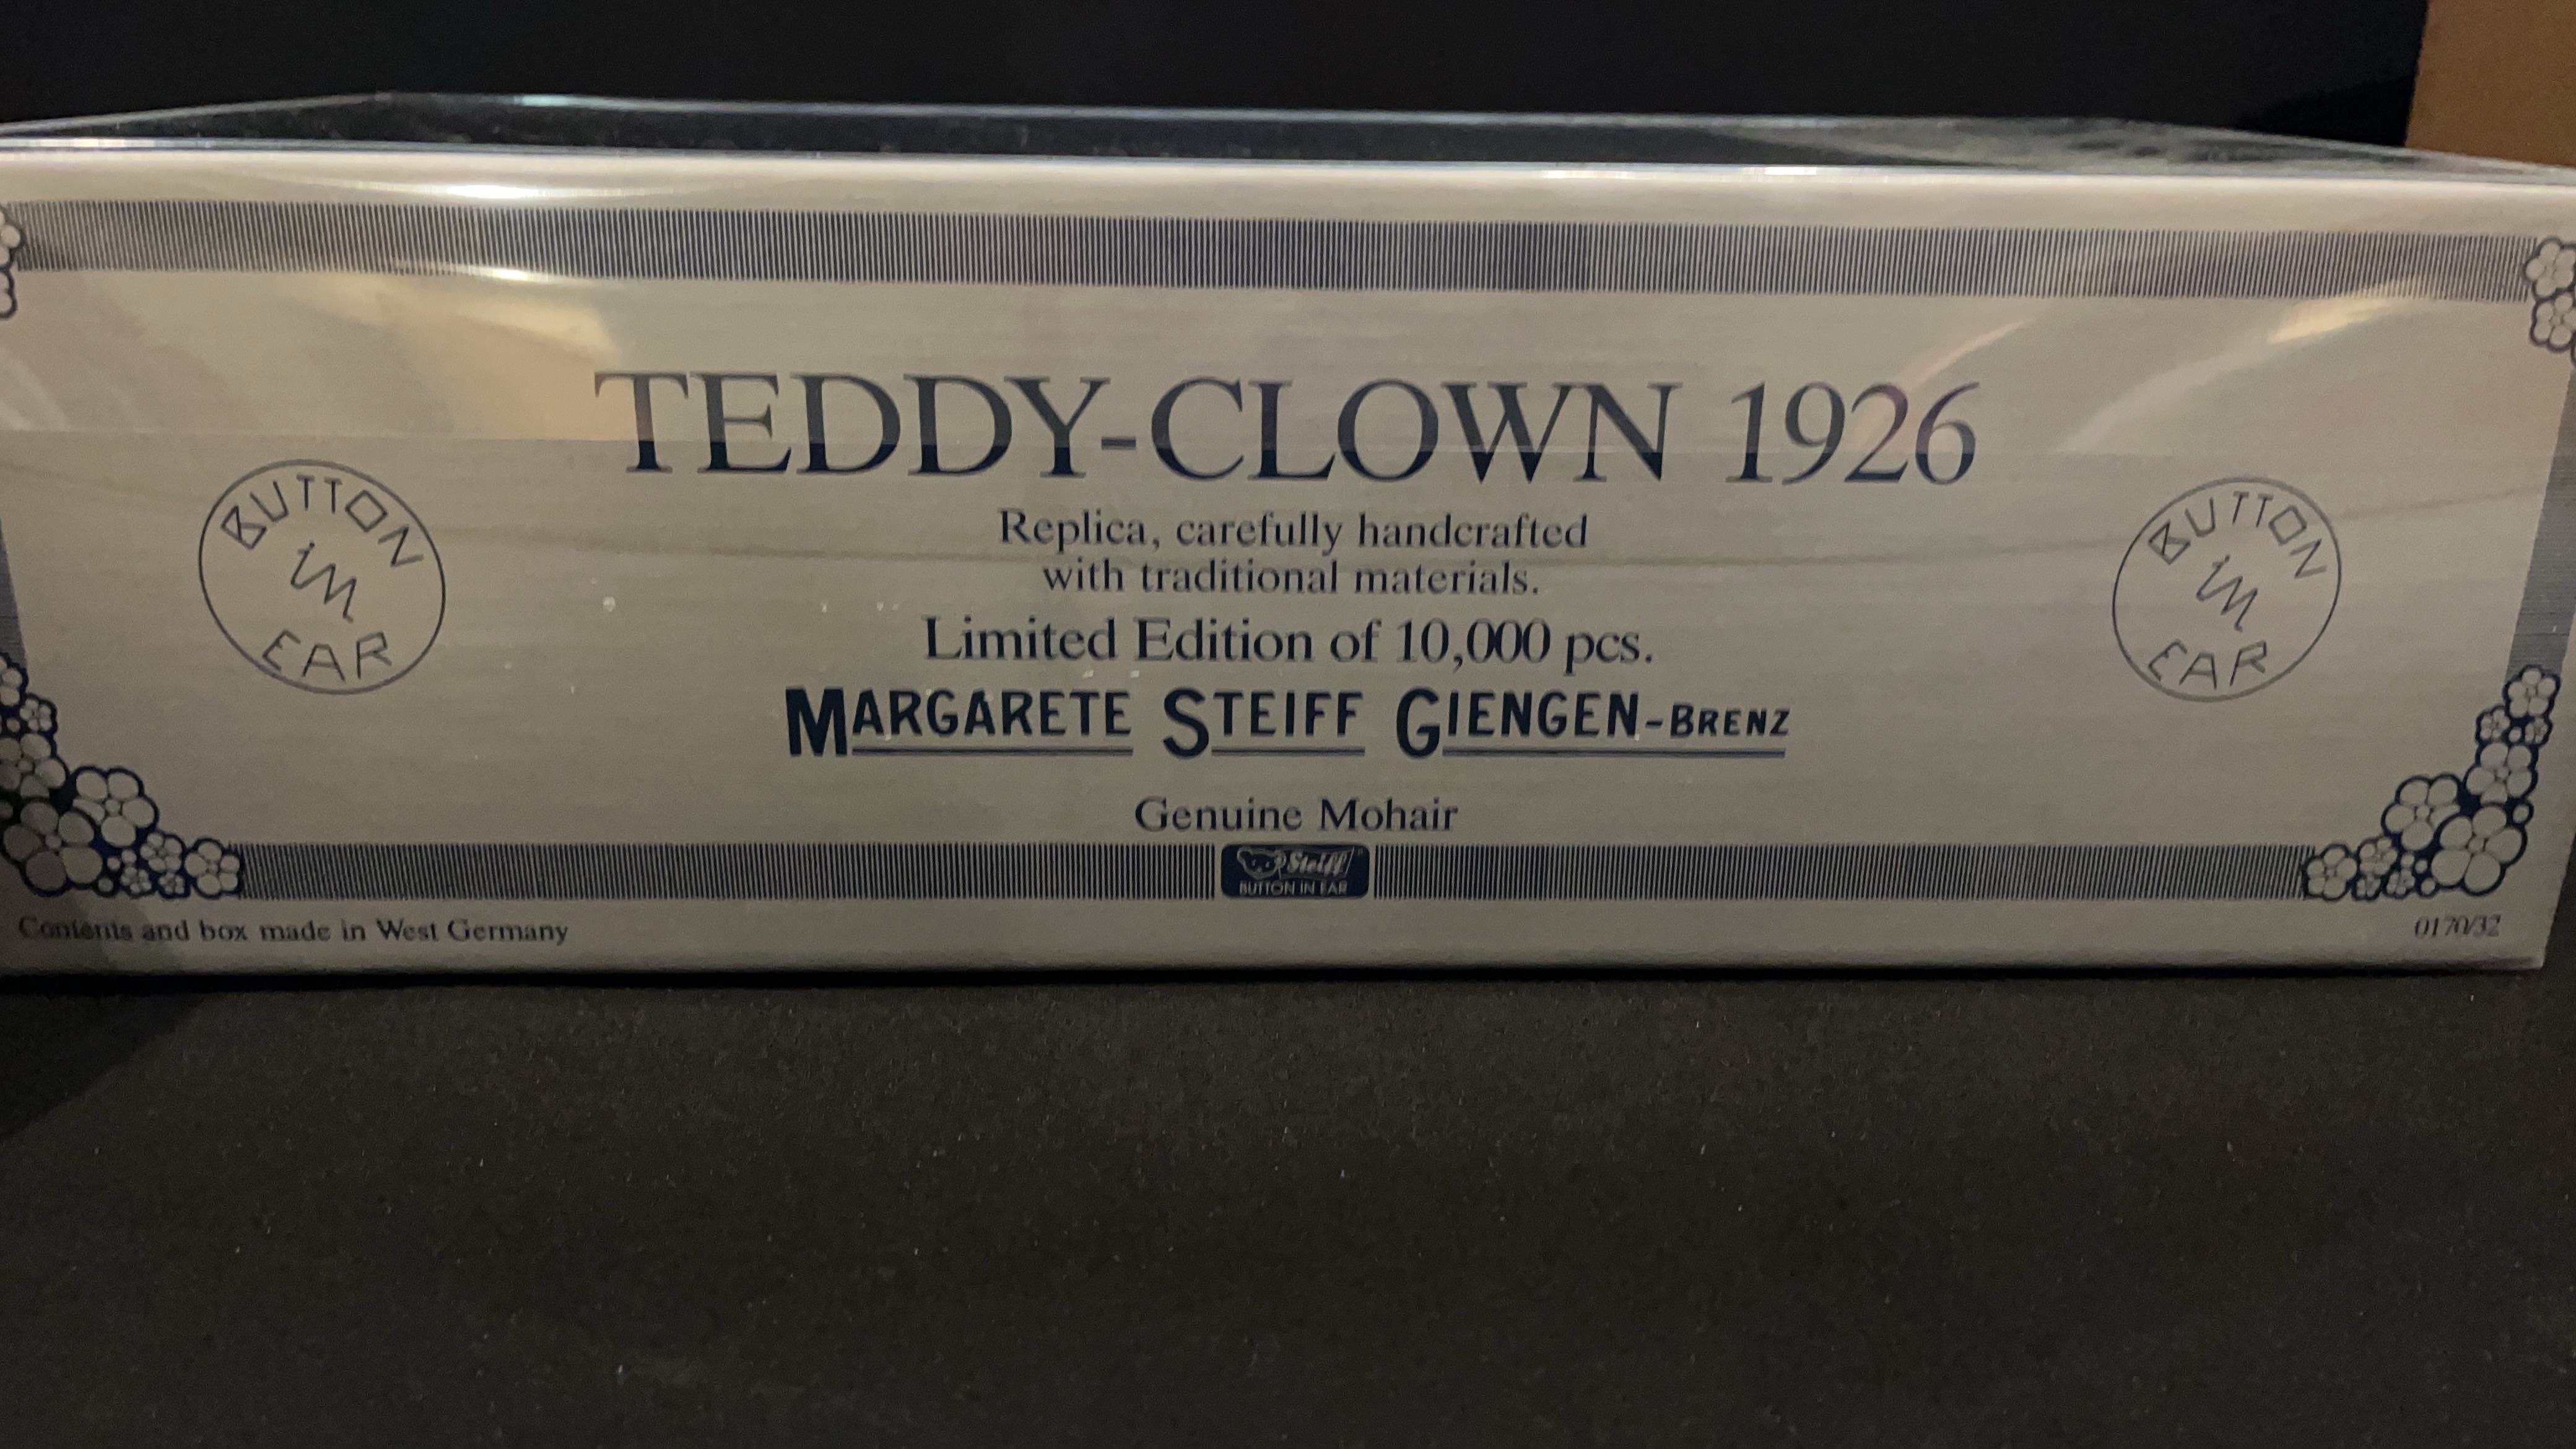 TEDDY-CLOWN 1926
BUTTON
IN
EAR
Replica, carefully handcrafted
with traditional materials.
Limited Edition of 10,000 pcs.
MARGARETE STEIFF GIENGEN-BRENZ
BUTTON
IN
EAR
Genuine Mohair
Steiff
BUTTON IN EAR
Contents and box made in West Germany
0170/32